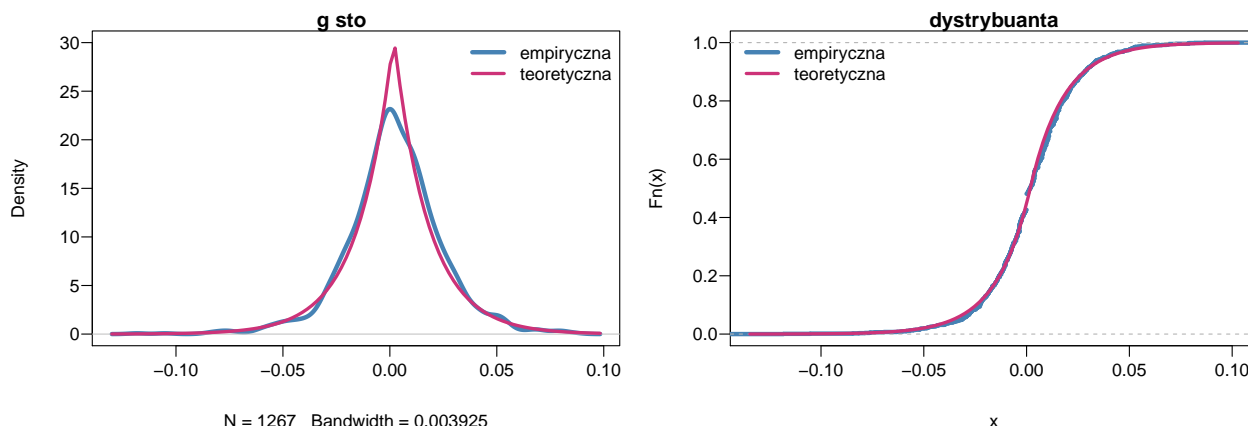 g sto
30
25
20
15
10
5
0
Density
empiryczna
teoretyczna
−0.10 −0.05 0.00 0.05 0.10
N = 1267 Bandwidth = 0.003925
dystrybuanta
1.0
0.8
0.6
0.4
0.2
0.0
Fn(x)
empiryczna
teoretyczna
−0.10 −0.05 0.00 0.05 0.10
x